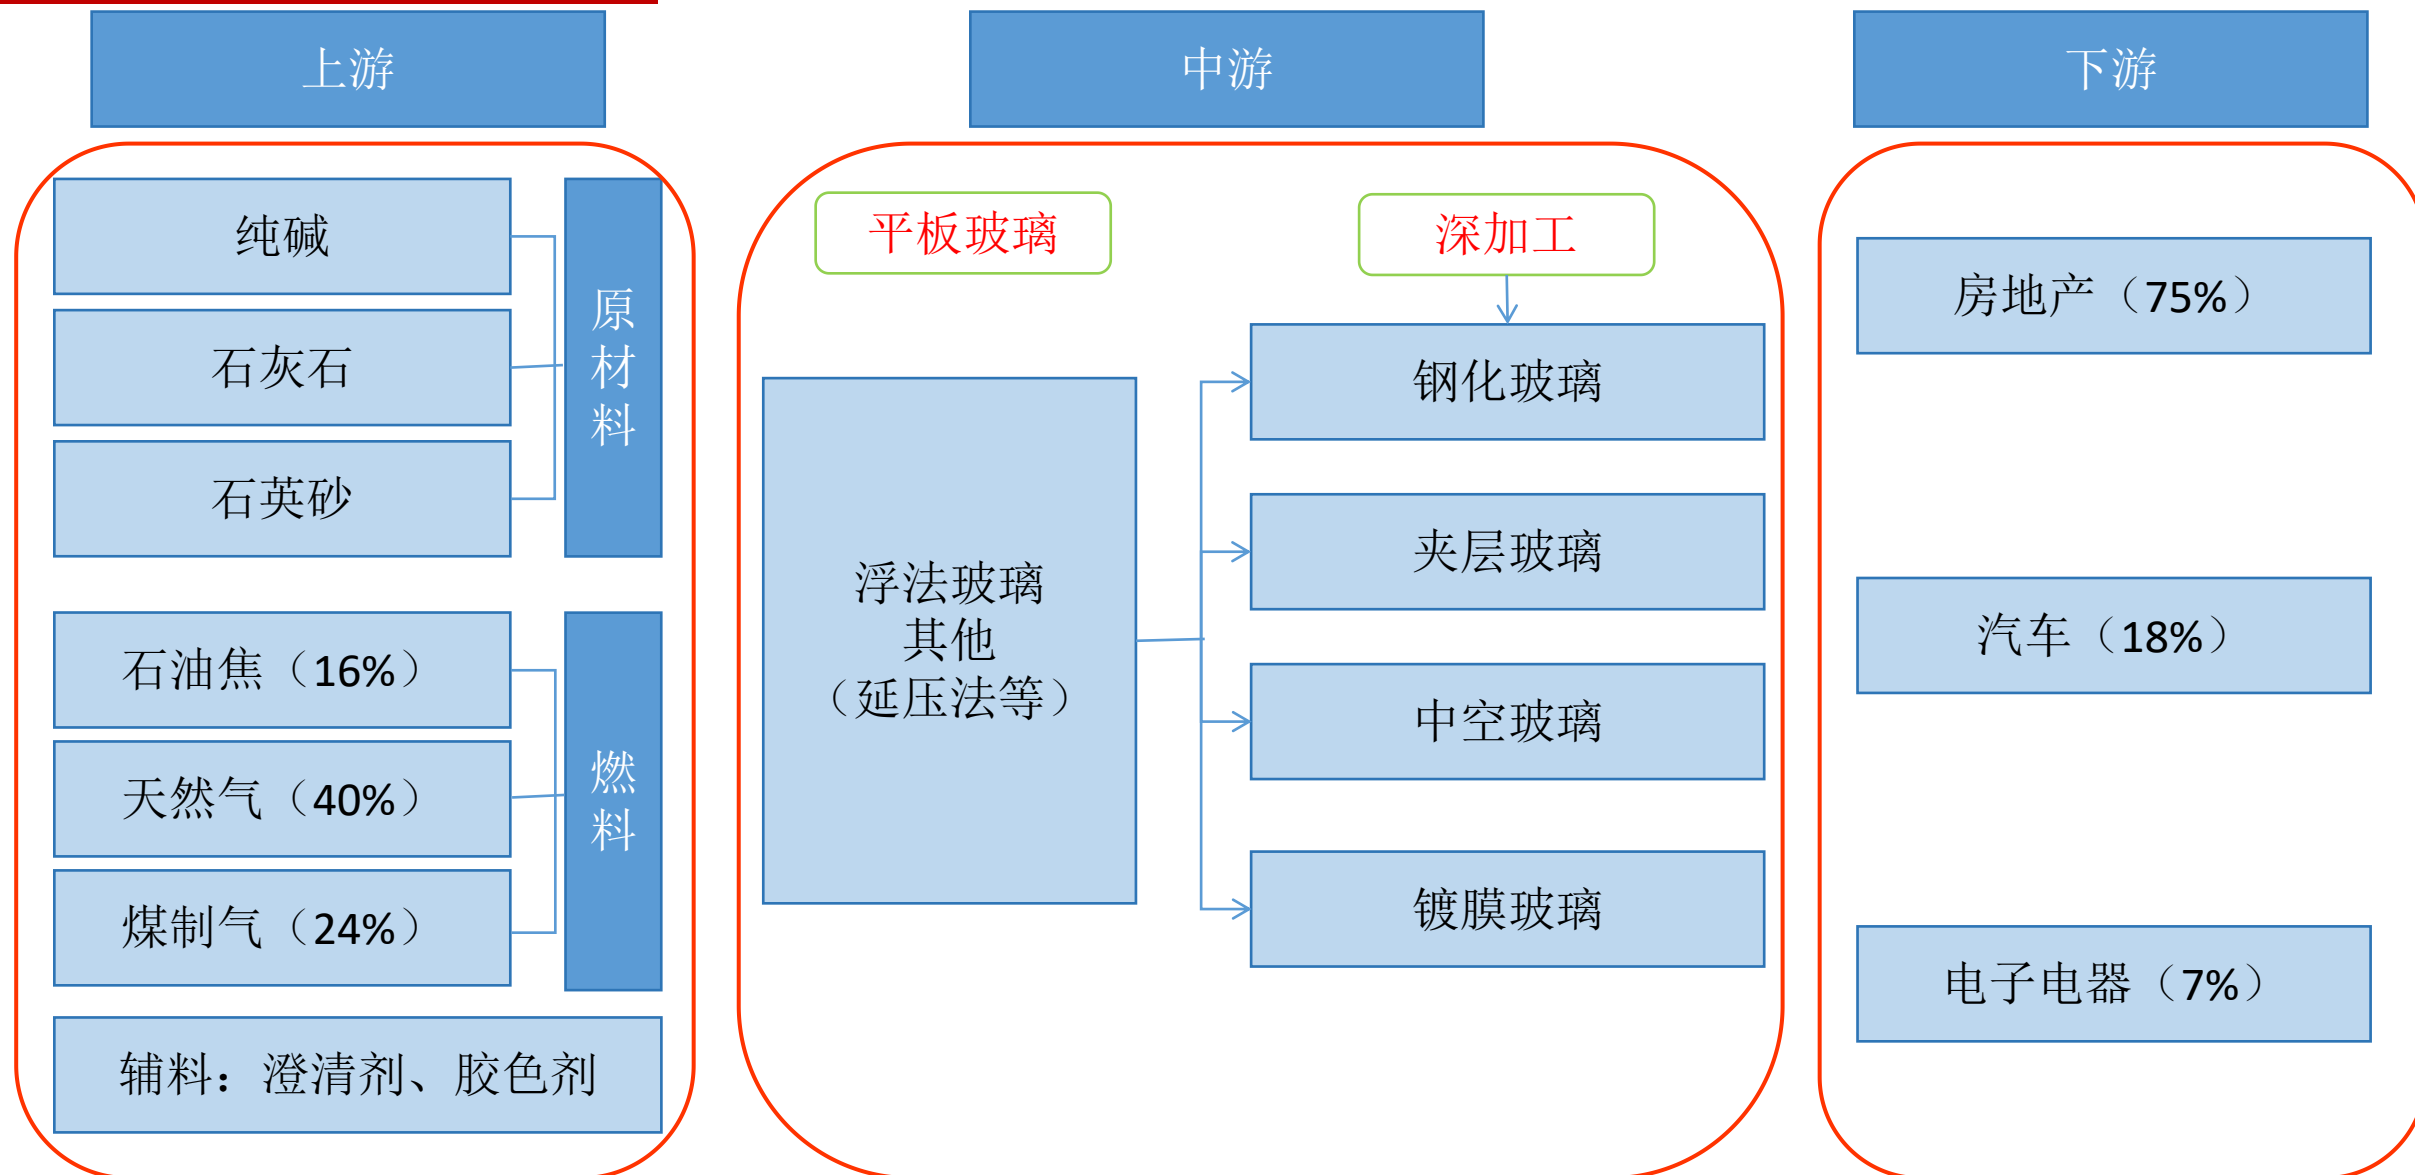 上游
中游
下游
纯碱
石灰石
石英砂
原材料
石油焦（16%）
天然气（40%）
煤制气（24%）
燃料
辅料：澄清剂、胶色剂
平板玻璃
深加工
浮法玻璃
其他
（延压法等）
钢化玻璃
夹层玻璃
中空玻璃
镀膜玻璃
房地产（75%）
汽车（18%）
电子电器（7%）